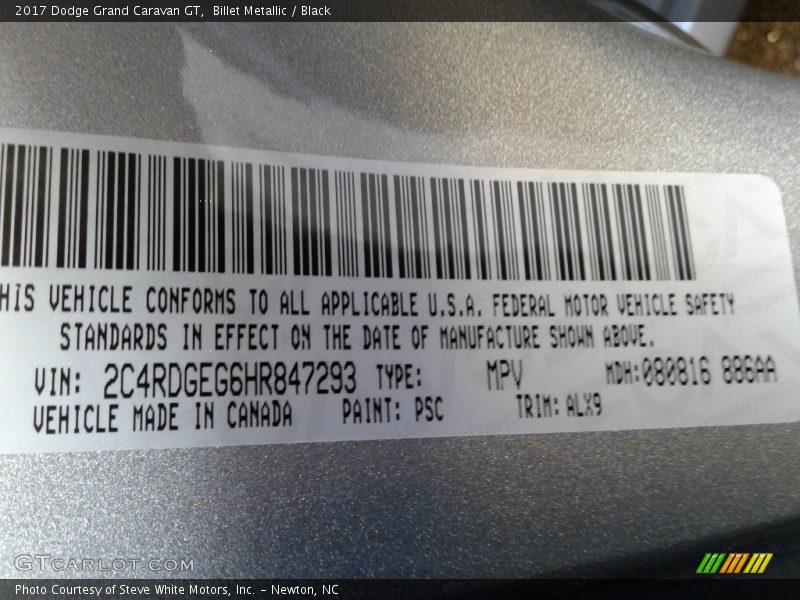 2017 Dodge Grand Caravan GT, Billet Metallic / Black
HIS VEHICLE CONFORMS TO ALL APPLICABLE U.S.A. FEDERAL MOTOR VEHICLE SAFETY
STANDARDS IN EFFECT ON THE DATE OF MANUFACTURE SHOWN ABOVE.
VIN: 2C4RDGEG6HR847293 TYPE: MPV MDH:080816 886AA
VEHICLE MADE IN CANADA PAINT: PSC TRIM: ALX9
GTCARLOT.COM
Photo Courtesy of Steve White Motors, Inc. – Newton, NC